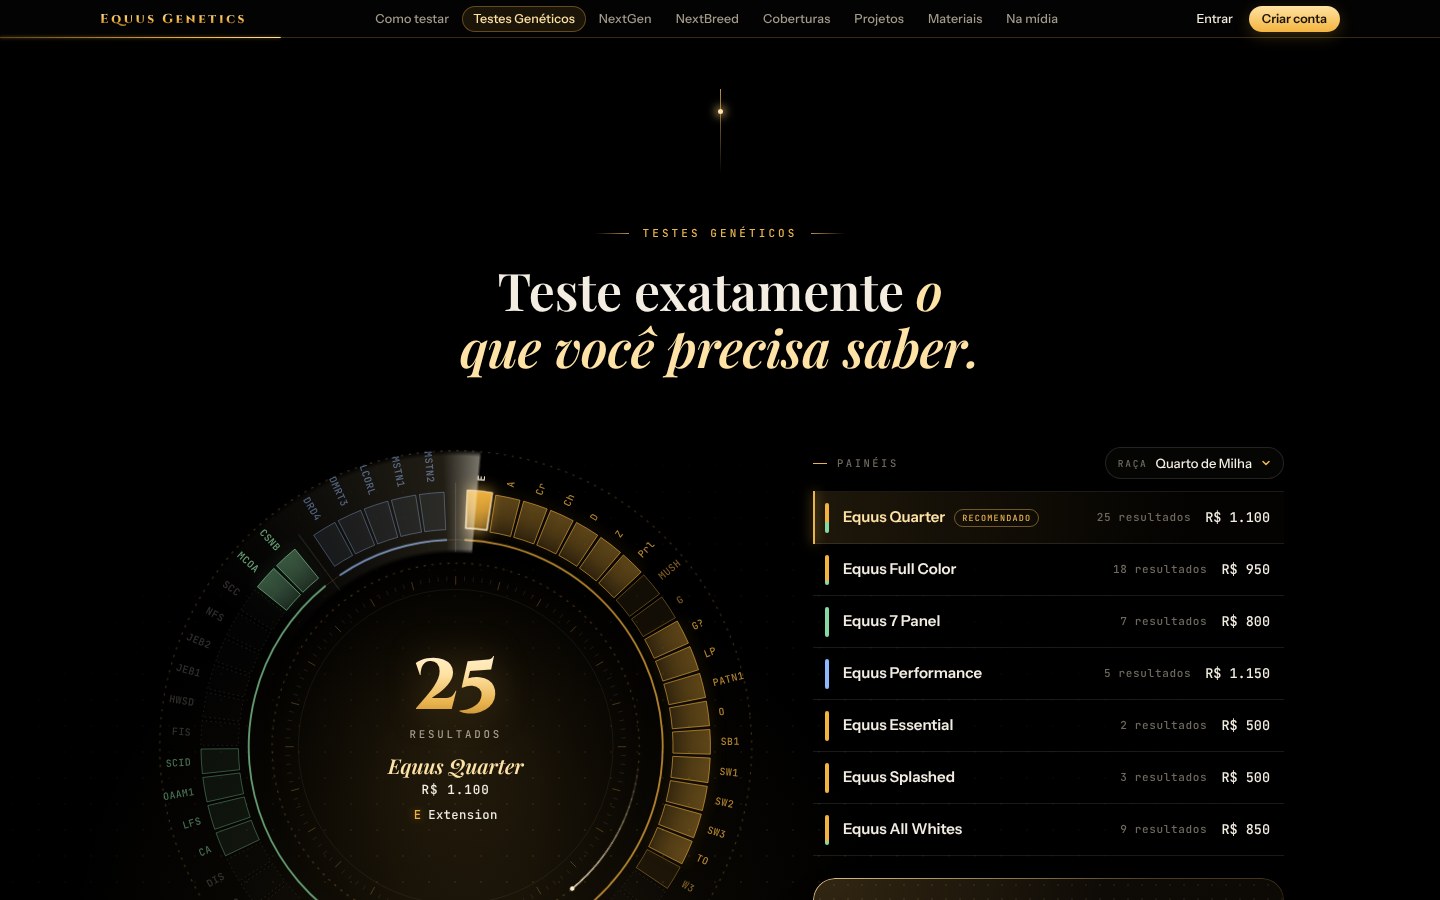 EQUUS GENETICS
Como testar
Testes Genéticos
NextGen
NextBreed
Coberturas
Projetos
Materiais
Na mídia
Entrar
Criar conta
TESTES GENÉTICOS
Teste exatamente o
que você precisa saber.
PAINÉIS
RAÇA Quarto de Milha
Equus Quarter RECOMENDADO 25 resultados R$ 1.100
Equus Full Color 18 resultados R$ 950
Equus 7 Panel 7 resultados R$ 800
Equus Performance 5 resultados R$ 1.150
Equus Essential 2 resultados R$ 500
Equus Splashed 3 resultados R$ 500
Equus All Whites 9 resultados R$ 850
DIS
CA
LFS
OAAM1
SCID
FIS
HWSD
JEB1
JEB2
NFS
SCC
MCOA
CSNB
DRD4
DMRT3
LCORL
MSTN1
MSTN2
E
A
Cr
Ch
D
Z
Prl
MUSH
G
G?
LP
PATN1
O
SB1
SW1
SW2
SW3
TO
W3
25
RESULTADOS
Equus Quarter
R$ 1.100
E Extension